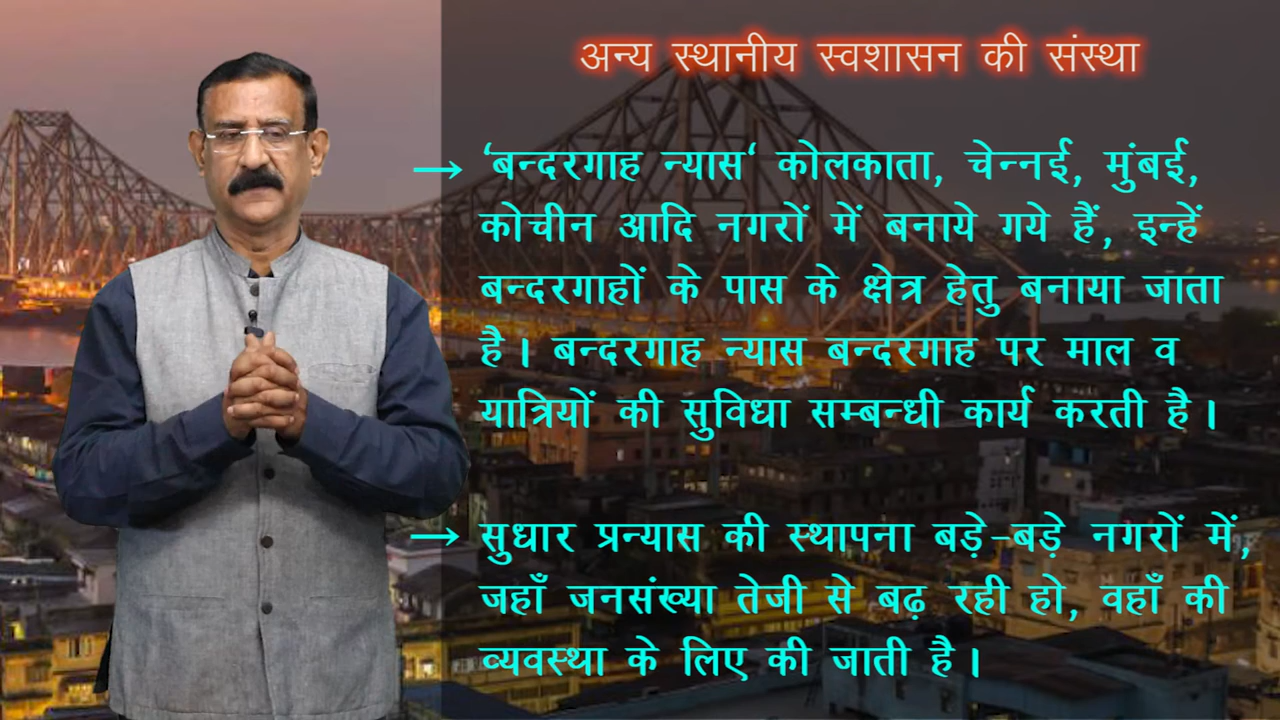 अन्य स्थानीय स्वशासन की संस्था
→ ‘बन्दरगाह न्यास‘ कोलकाता, चेन्नई, मुंबई,
कोचीन आदि नगरों में बनाये गये हैं, इन्हें
बन्दरगाहों के पास के क्षेत्र हेतु बनाया जाता
है। बन्दरगाह न्यास बन्दरगाह पर माल व
यात्रियों की सुविधा सम्बन्धी कार्य करती है।
→ सुधार प्रन्यास की स्थापना बड़े-बड़े नगरों में,
जहाँ जनसंख्या तेजी से बढ़ रही हो, वहाँ की
व्यवस्था के लिए की जाती है।